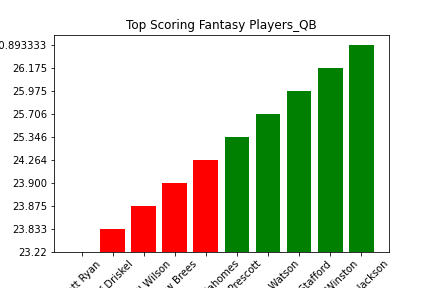 Top Scoring Fantasy Players_QB
0.893333
26.175
25.975
25.706
25.346
24.264
23.900
23.875
23.833
23.22
tt Ryan
Driskel
Wilson
Brees
ahomes
Prescott
Watson
Stafford
Winston
Jackson